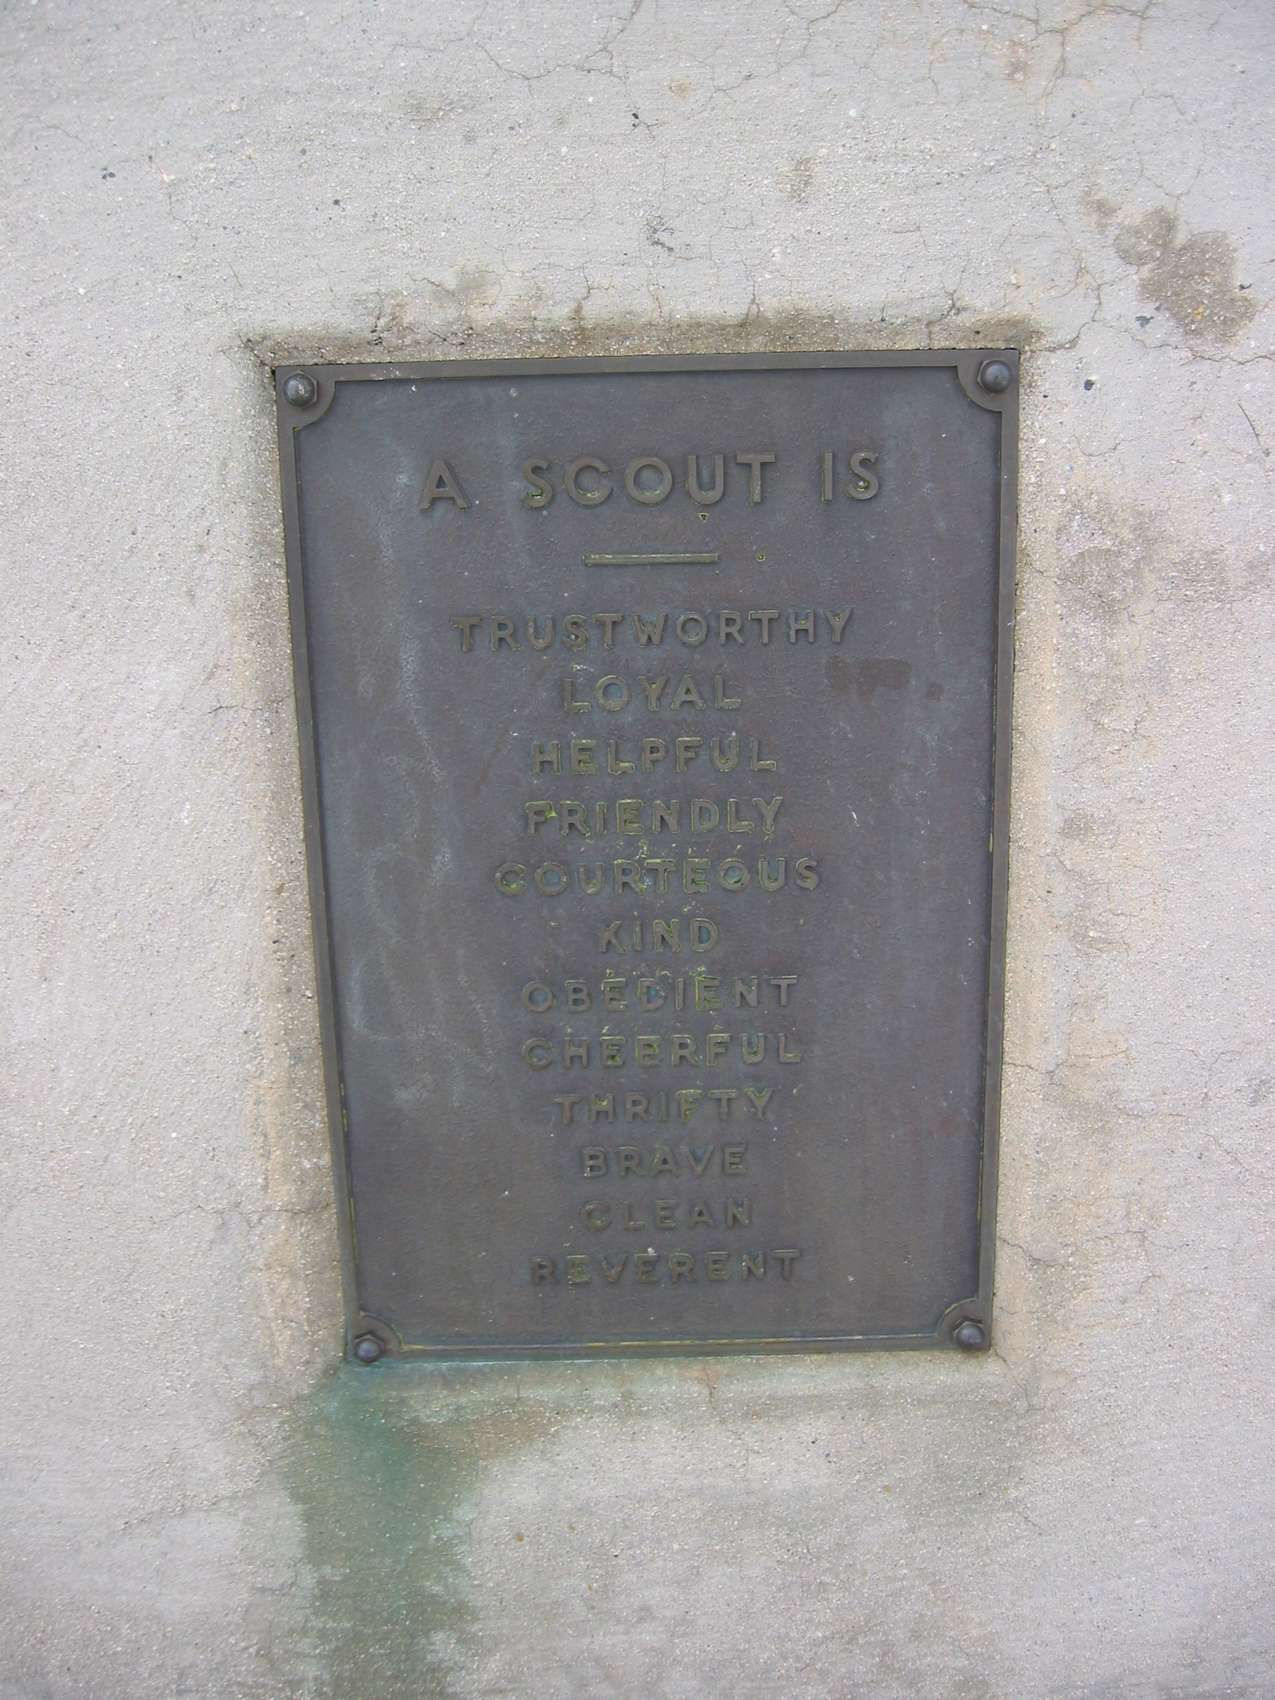 A SCOUT IS
TRUSTWORTHY
LOYAL
HELPFUL
FRIENDLY
COURTEOUS
KIND
OBEDIENT
CHEERFUL
THRIFTY
BRAVE
CLEAN
REVERENT